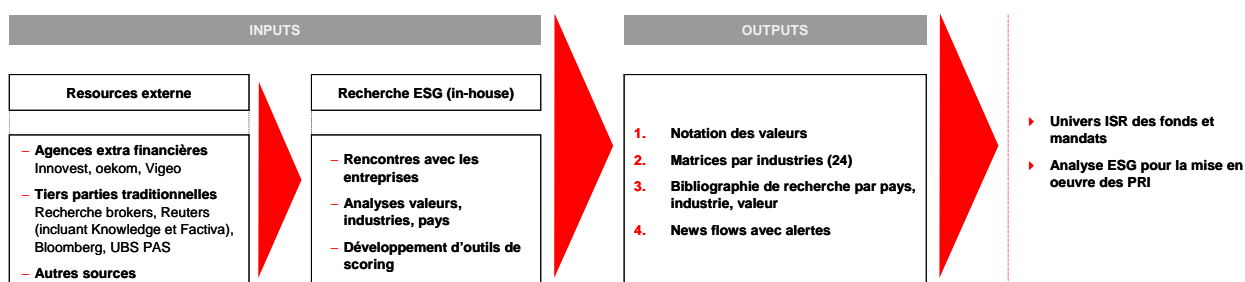 INPUTS
OUTPUTS
Resources externe
– Agences extra financières
Innovest, oekom, Vigeo
– Tiers parties traditionnelles
Recherche brokers, Reuters
(incluant Knowledge et Factiva),
Bloomberg, UBS PAS
– Autres sources
Recherche ESG (in-house)
– Rencontres avec les
entreprises
– Analyses valeurs,
industries, pays
– Développement d'outils de
scoring
1. Notation des valeurs
2. Matrices par industries (24)
3. Bibliographie de recherche par pays,
industrie, valeur
4. News flows avec alertes
Univers ISR des fonds et
mandats
Analyse ESG pour la mise en
oeuvre des PRI